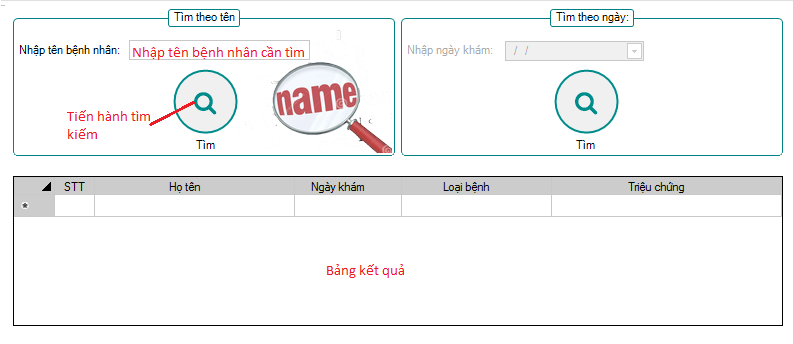 Tìm theo tên
Tìm theo ngày:
Nhập tên bệnh nhân: Nhập tên bệnh nhân cần tìm
Nhập ngày khám: / /
name
Tiến hành tìm
kiếm
Tìm
Tìm
STT Họ tên Ngày khám Loại bệnh Triệu chứng
Bảng kết quả